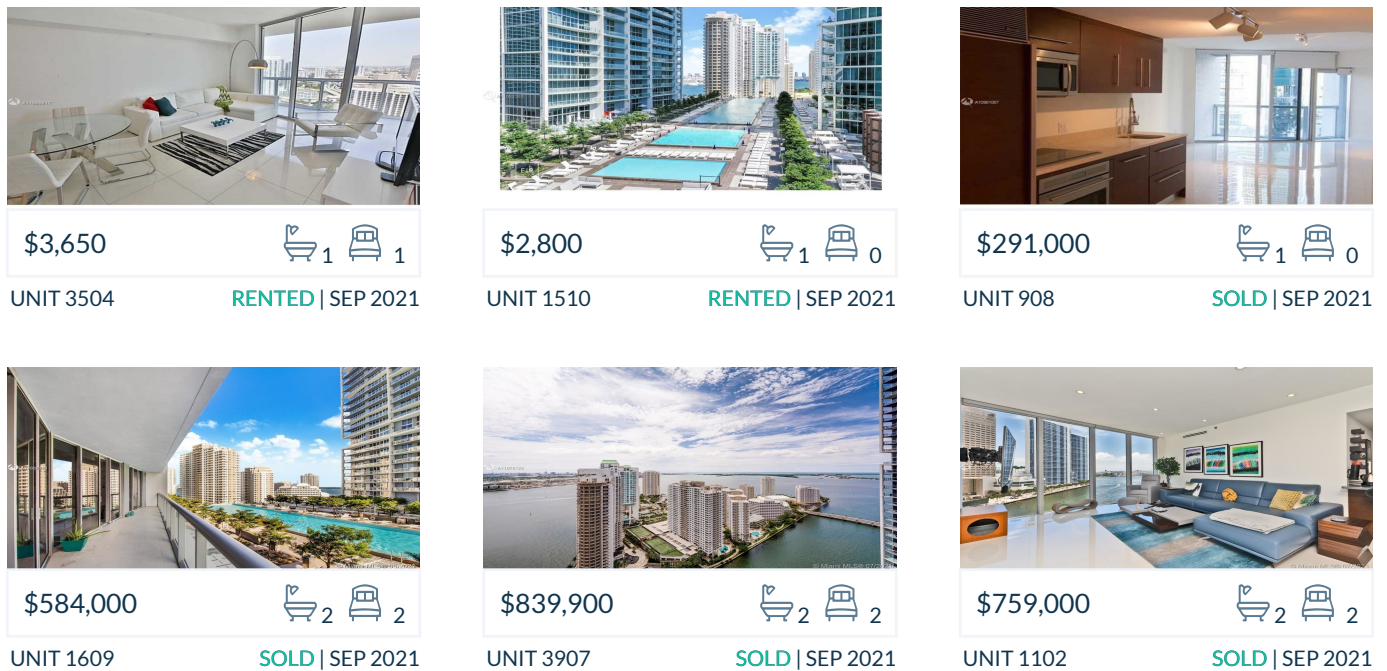 $3,650 1 1
UNIT 3504 RENTED | SEP 2021
$2,800 1 0
UNIT 1510 RENTED | SEP 2021
$291,000 1 0
UNIT 908 SOLD | SEP 2021
$584,000 2 2
UNIT 1609 SOLD | SEP 2021
$839,900 2 2
UNIT 3907 SOLD | SEP 2021
$759,000 2 2
UNIT 1102 SOLD | SEP 2021